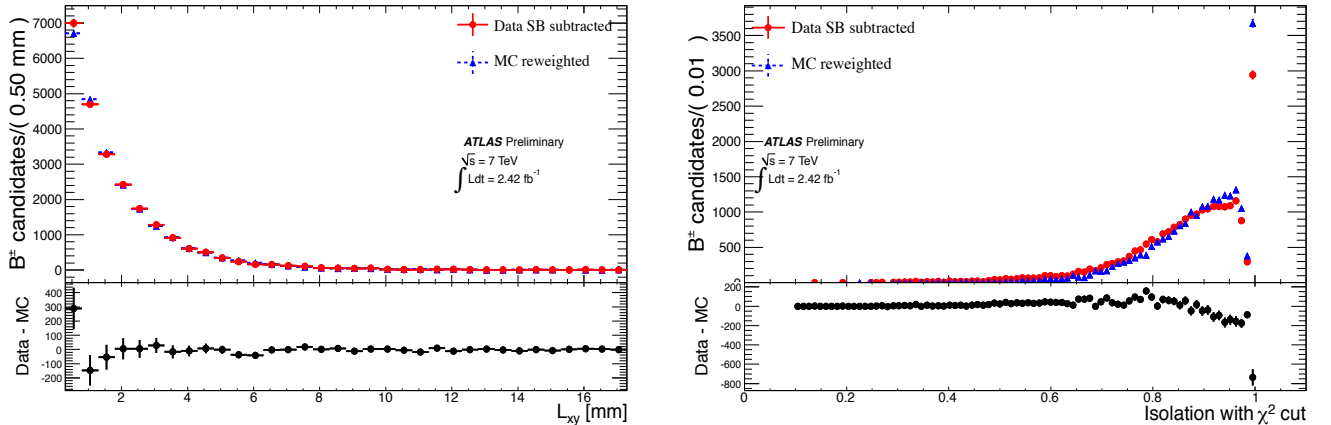 B± candidates/( 0.50 mm )
7000
6000
5000
4000
3000
2000
1000
0
Data SB subtracted
MC reweighted
ATLAS Preliminary
√s = 7 TeV
∫ Ldt = 2.42 fb⁻¹
Data - MC
400
300
200
100
0
-100
-200
2 4 6 8 10 12 14 16
L_xy [mm]
B± candidates/( 0.01 )
3500
3000
2500
2000
1500
1000
500
Data SB subtracted
MC reweighted
ATLAS Preliminary
√s = 7 TeV
∫ Ldt = 2.42 fb⁻¹
Data - MC
200
0
-200
-400
-600
-800
0 0.2 0.4 0.6 0.8 1
Isolation with χ² cut